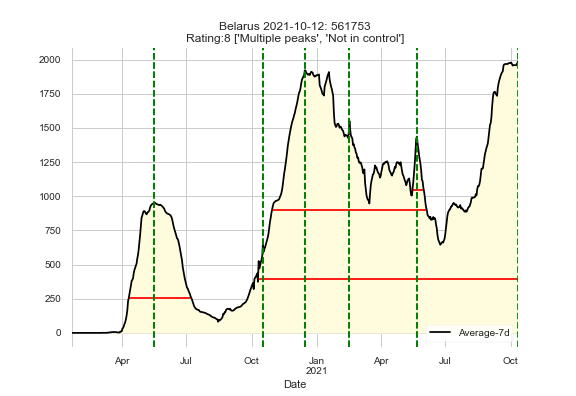 Belarus 2021-10-12: 561753
Rating:8 ['Multiple peaks', 'Not in control']
2000
1750
1500
1250
1000
750
500
250
0
Average-7d
Apr Jul Oct Jan Apr Jul Oct
2021
Date